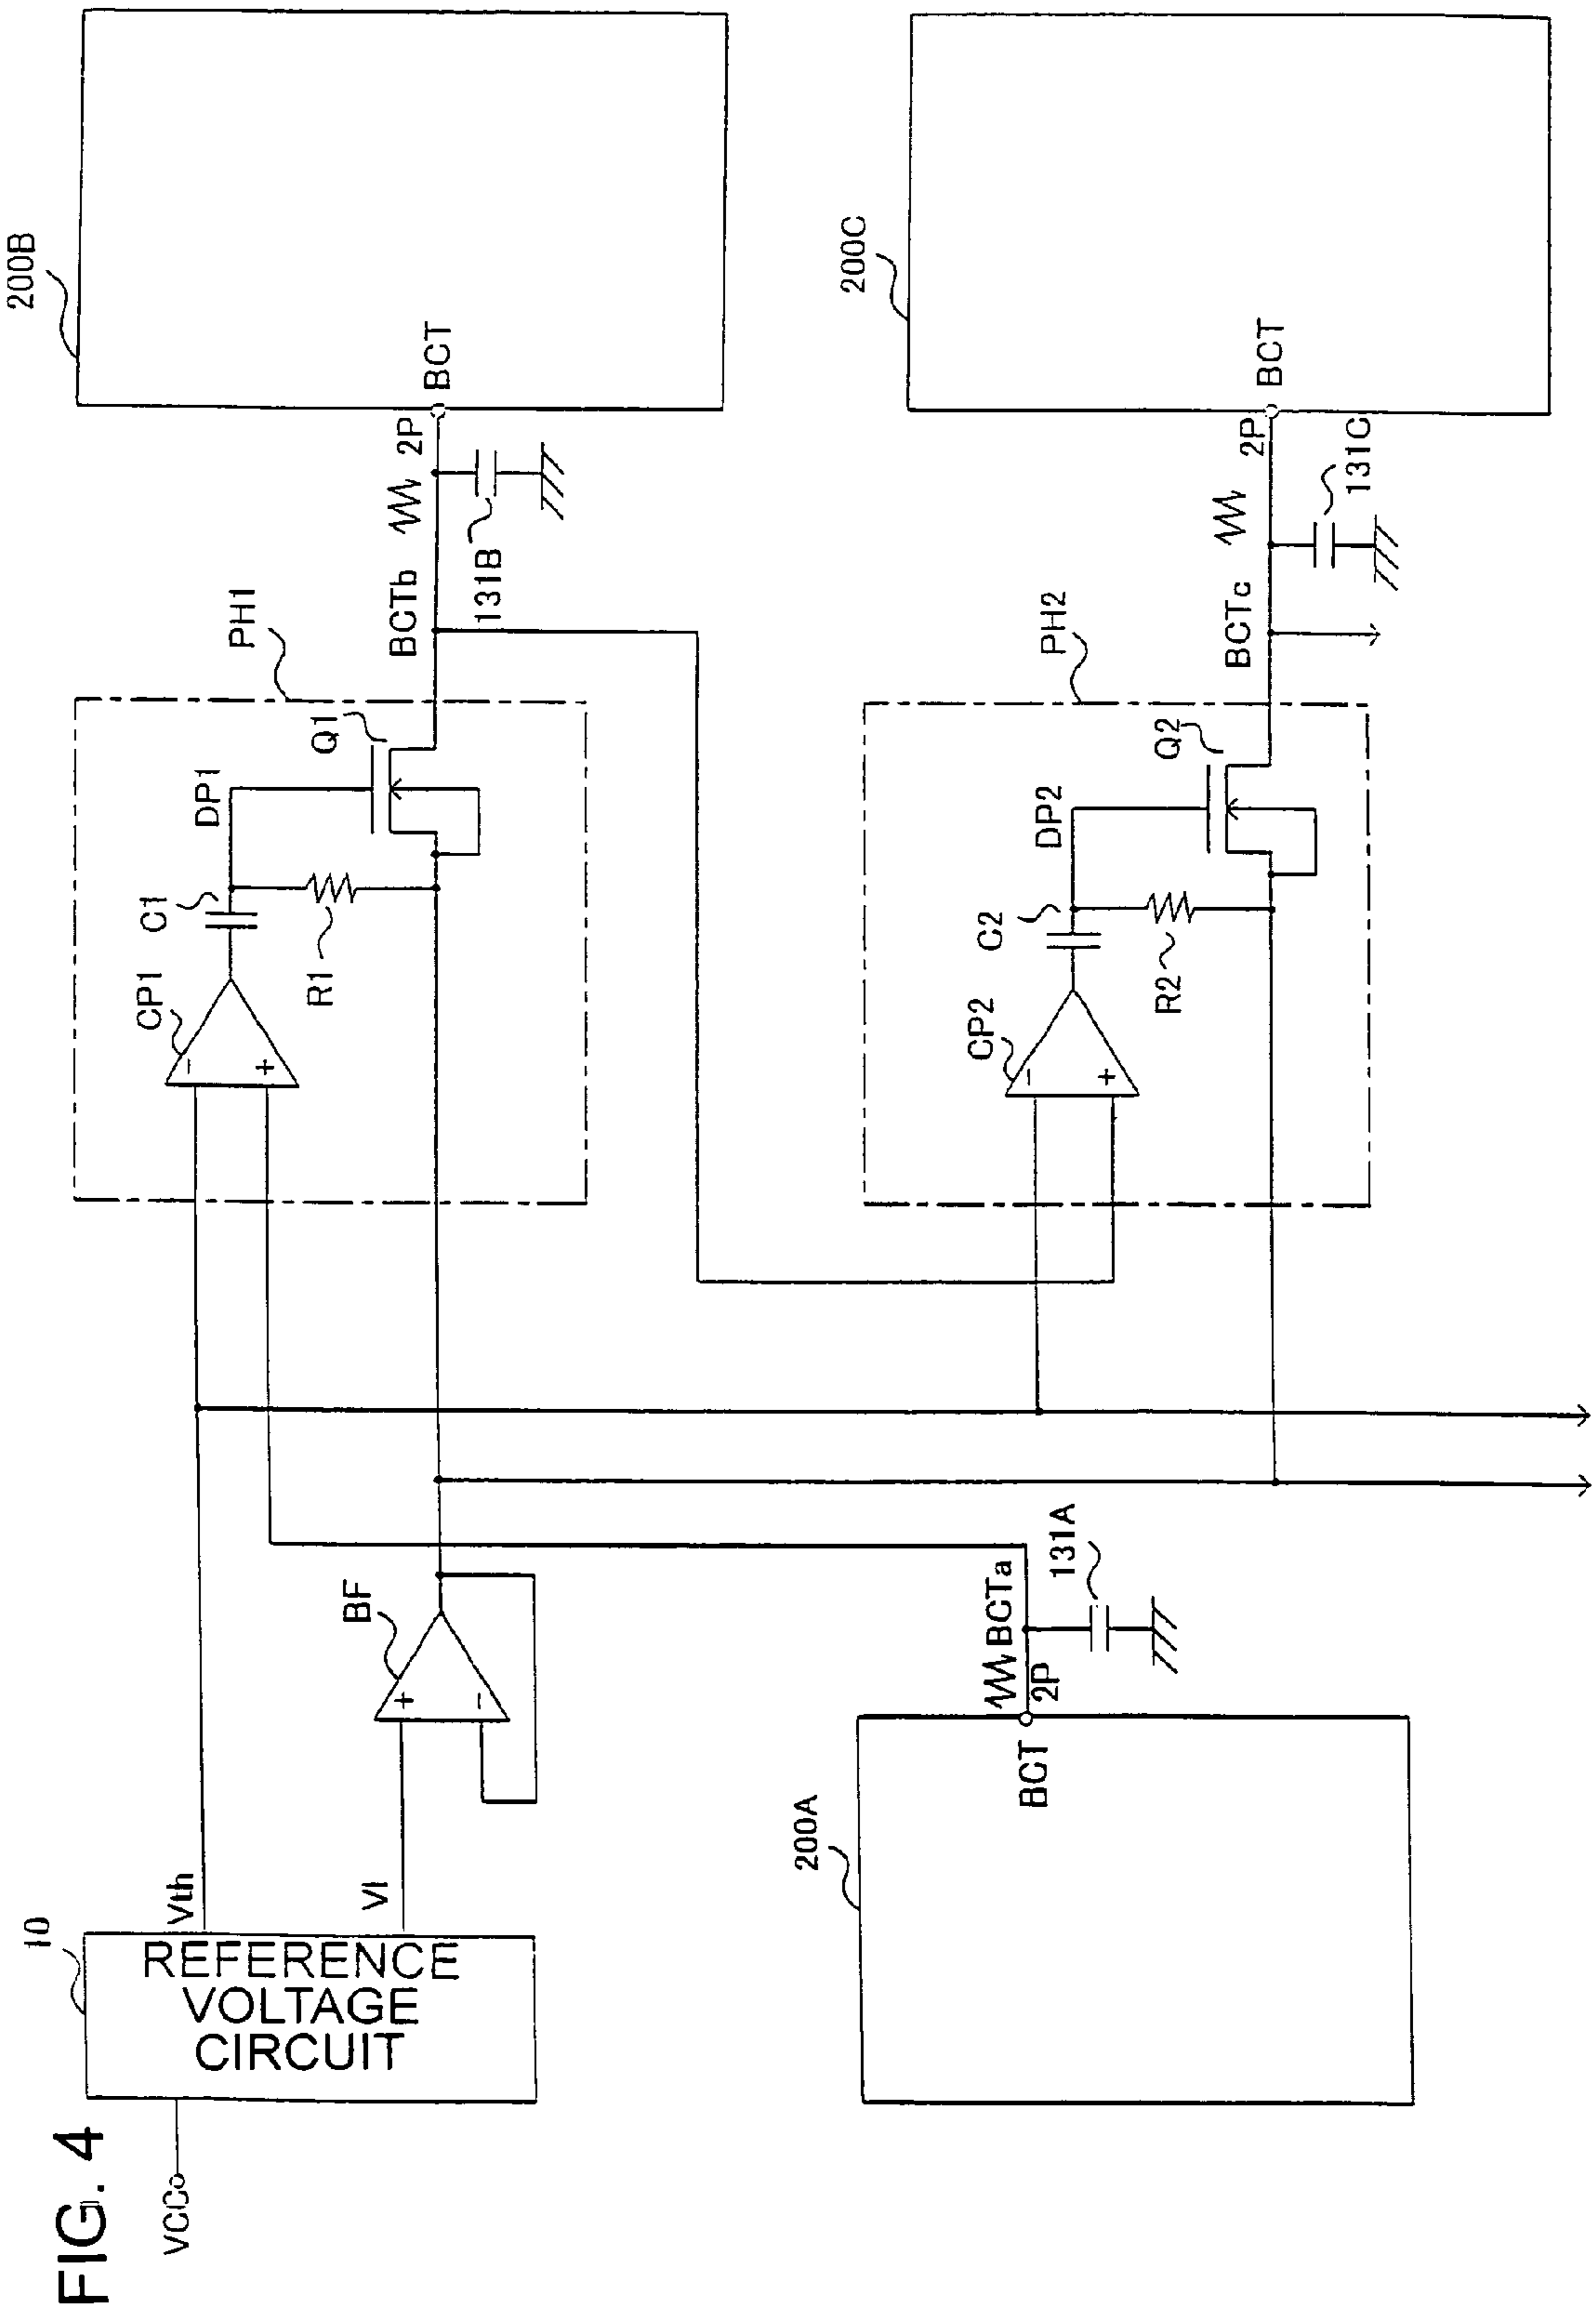 FIG. 4
VCC
10
REFERENCE
VOLTAGE
CIRCUIT
Vth
Vl
BF
PH1
CP1
-
+
C1
R1
DP1
Q1
BCTb
131B
2P
BCT
200B
200A
BCT
2P
BCTa
131A
PH2
CP2
-
+
C2
R2
DP2
Q2
BCTc
131C
2P
BCT
200C
+
-